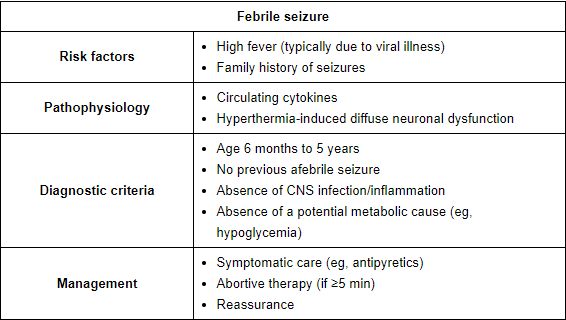 Febrile seizure
Risk factors
• High fever (typically due to viral illness)
• Family history of seizures
Pathophysiology
• Circulating cytokines
• Hyperthermia-induced diffuse neuronal dysfunction
Diagnostic criteria
• Age 6 months to 5 years
• No previous afebrile seizure
• Absence of CNS infection/inflammation
• Absence of a potential metabolic cause (eg,
hypoglycemia)
Management
• Symptomatic care (eg, antipyretics)
• Abortive therapy (if ≥5 min)
• Reassurance